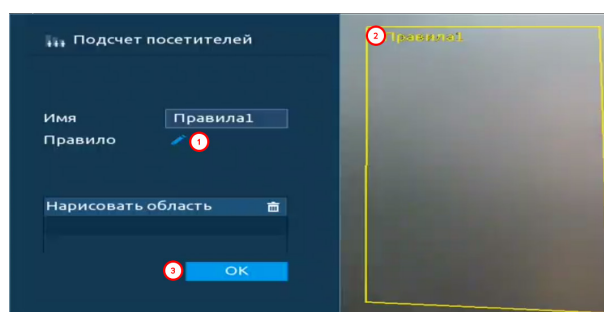 Подсчет посетителей
Имя
Правила1
Правило
1
Нарисовать область
3
OK
2
Правила1